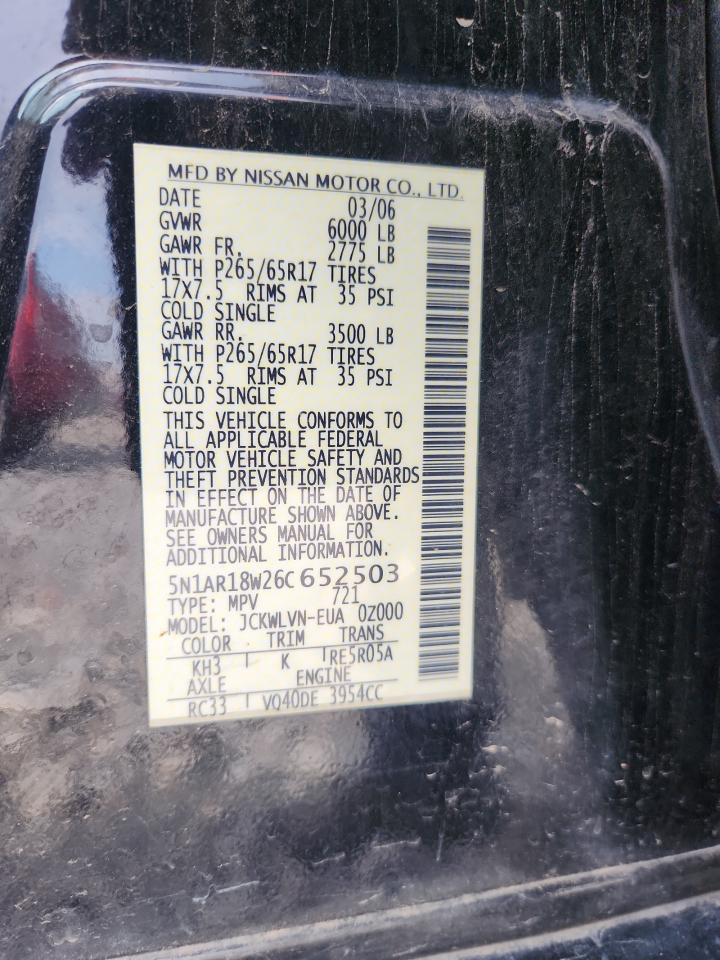 MFD BY NISSAN MOTOR CO., LTD.
DATE 03/06
GVWR 6000 LB
GAWR FR. 2775 LB
WITH P265/65R17 TIRES
17X7.5 RIMS AT 35 PSI
COLD SINGLE
GAWR RR. 3500 LB
WITH P265/65R17 TIRES
17X7.5 RIMS AT 35 PSI
COLD SINGLE
THIS VEHICLE CONFORMS TO
ALL APPLICABLE FEDERAL
MOTOR VEHICLE SAFETY AND
THEFT PREVENTION STANDARDS
IN EFFECT ON THE DATE OF
MANUFACTURE SHOWN ABOVE.
SEE OWNERS MANUAL FOR
ADDITIONAL INFORMATION.
5N1AR18W26C 652503
TYPE: MPV 721
MODEL: JCKWLVN-EUA 0Z000
COLOR TRIM TRANS
KH3 K RE5R05A
AXLE ENGINE
RC33 VQ40DE 3954CC